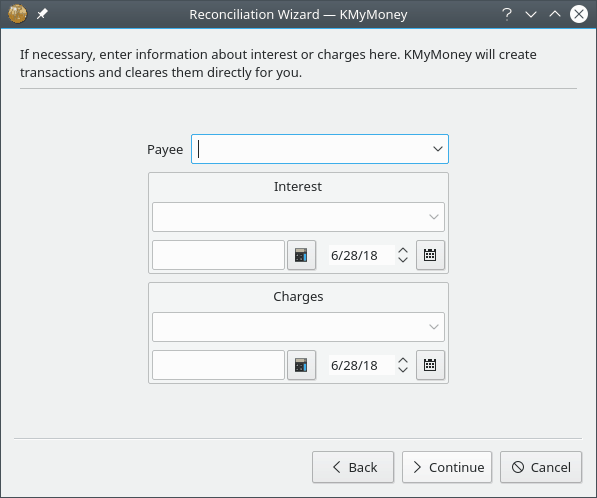 Reconciliation Wizard — KMyMoney
If necessary, enter information about interest or charges here. KMyMoney will create
transactions and cleares them directly for you.
Payee
Interest
6/28/18
Charges
6/28/18
Back Continue Cancel